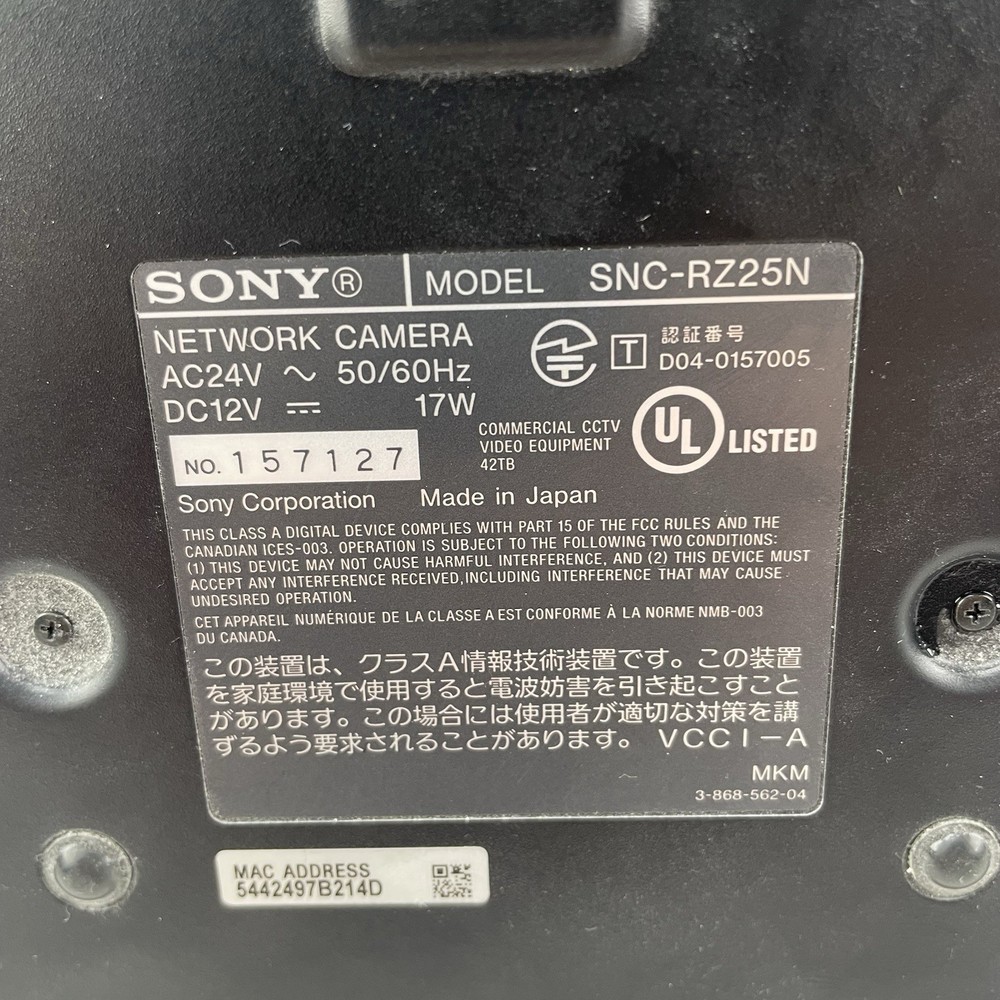 SONY® MODEL SNC-RZ25N
NETWORK CAMERA
AC24V ～ 50/60Hz
DC12V ⎓ 17W
T 認証番号
D04-0157005
COMMERCIAL CCTV
VIDEO EQUIPMENT
42TB
UL LISTED
NO. 157127
Sony Corporation Made in Japan
THIS CLASS A DIGITAL DEVICE COMPLIES WITH PART 15 OF THE FCC RULES AND THE
CANADIAN ICES-003. OPERATION IS SUBJECT TO THE FOLLOWING TWO CONDITIONS:
(1) THIS DEVICE MAY NOT CAUSE HARMFUL INTERFERENCE, AND (2) THIS DEVICE MUST
ACCEPT ANY INTERFERENCE RECEIVED, INCLUDING INTERFERENCE THAT MAY CAUSE
UNDESIRED OPERATION.
CET APPAREIL NUMÉRIQUE DE LA CLASSE A EST CONFORME À LA NORME NMB-003
DU CANADA.
この装置は、クラスA情報技術装置です。この装置
を家庭環境で使用すると電波妨害を引き起こすこと
があります。この場合には使用者が適切な対策を講
ずるよう要求されることがあります。 VCCI-A
MKM
3-868-562-04
MAC ADDRESS
5442497B214D